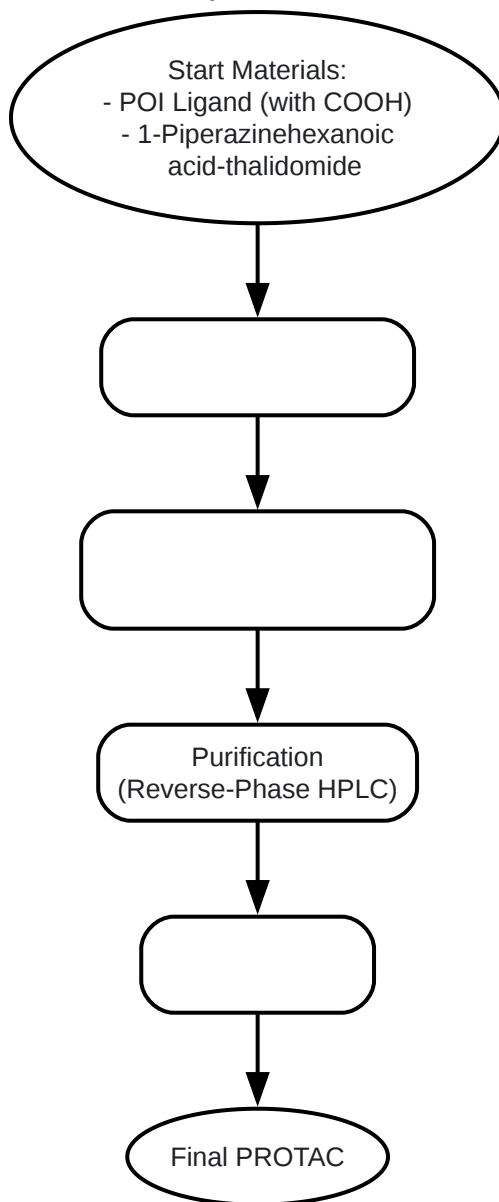 Start Materials:
- POI Ligand (with COOH)
- 1-Piperazinehexanoic
acid-thalidomide
Purification
(Reverse-Phase HPLC)
Final PROTAC